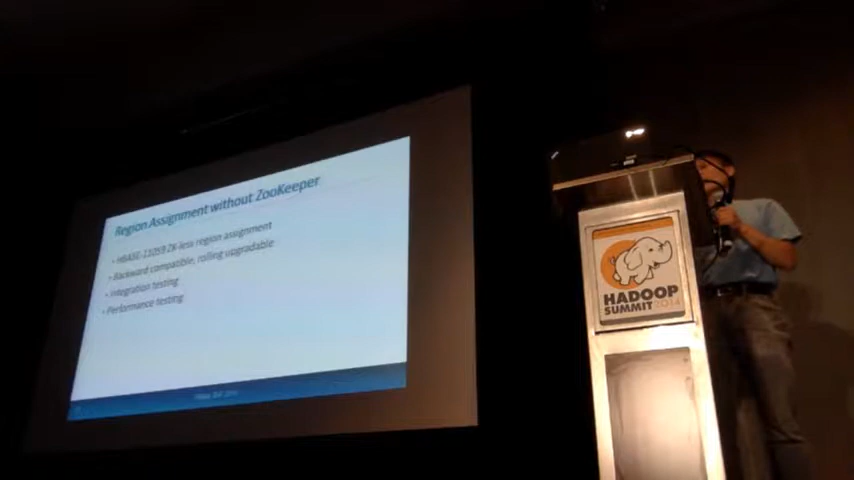 Region Assignment without ZooKeeper
• HBASE-11059 ZK-less region assignment
• Backward compatible, rolling upgradable
• Integration testing
• Performance testing
HADOOP
SUMMIT 2014